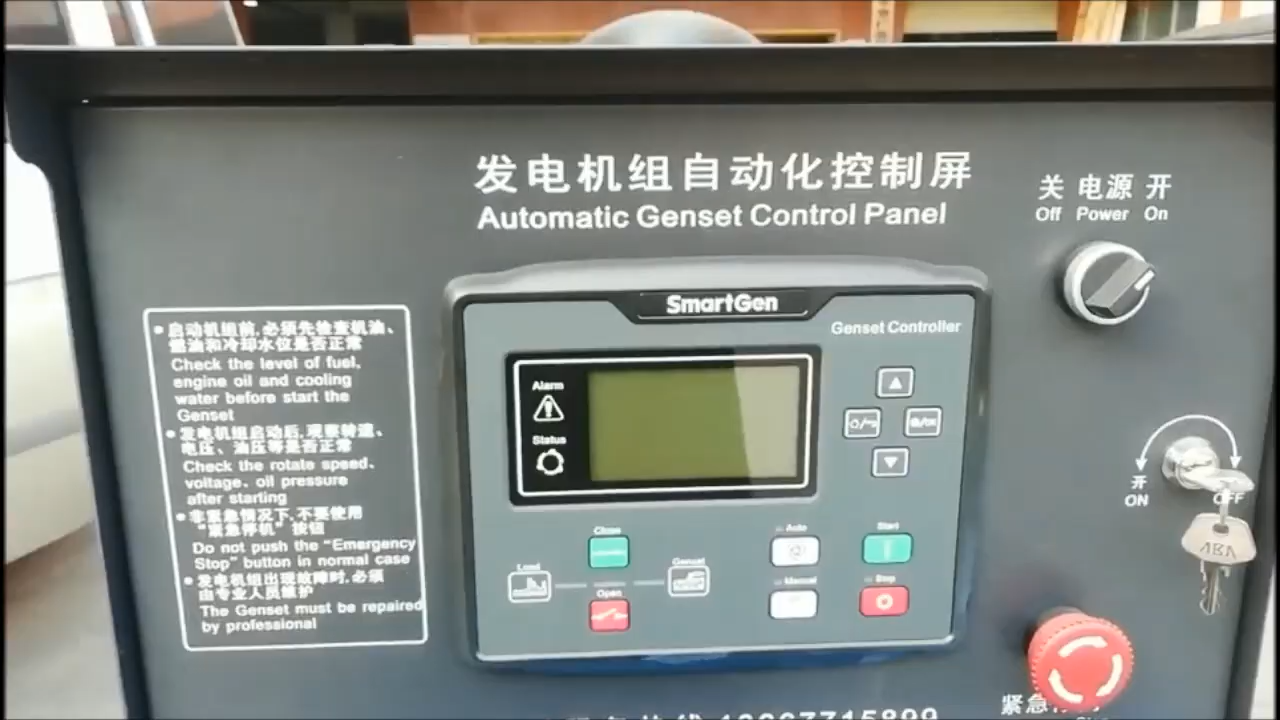 发电机组自动化控制屏
Automatic Genset Control Panel
关 电源 开
Off Power On
SmartGen
Genset Controller
Alarm
Status
• 启动机组前,必须先检查机油、
燃油和冷却水位是否正常
Check the level of fuel,
engine oil and cooling
water before start the
Genset
• 发电机组启动后,观察转速、
电压、油压等是否正常
Check the rotate speed、
voltage、oil pressure
after starting
• 非紧急情况下,不要使用
“紧急停机”按钮
Do not push the “Emergency
Stop” button in normal case
• 发电机组出现故障时,必须
由专业人员维护
The Genset must be repaired
by professional
Close
Load
Genset
Open
Auto
Start
Manual
Stop
开
ON
OFF
紧急